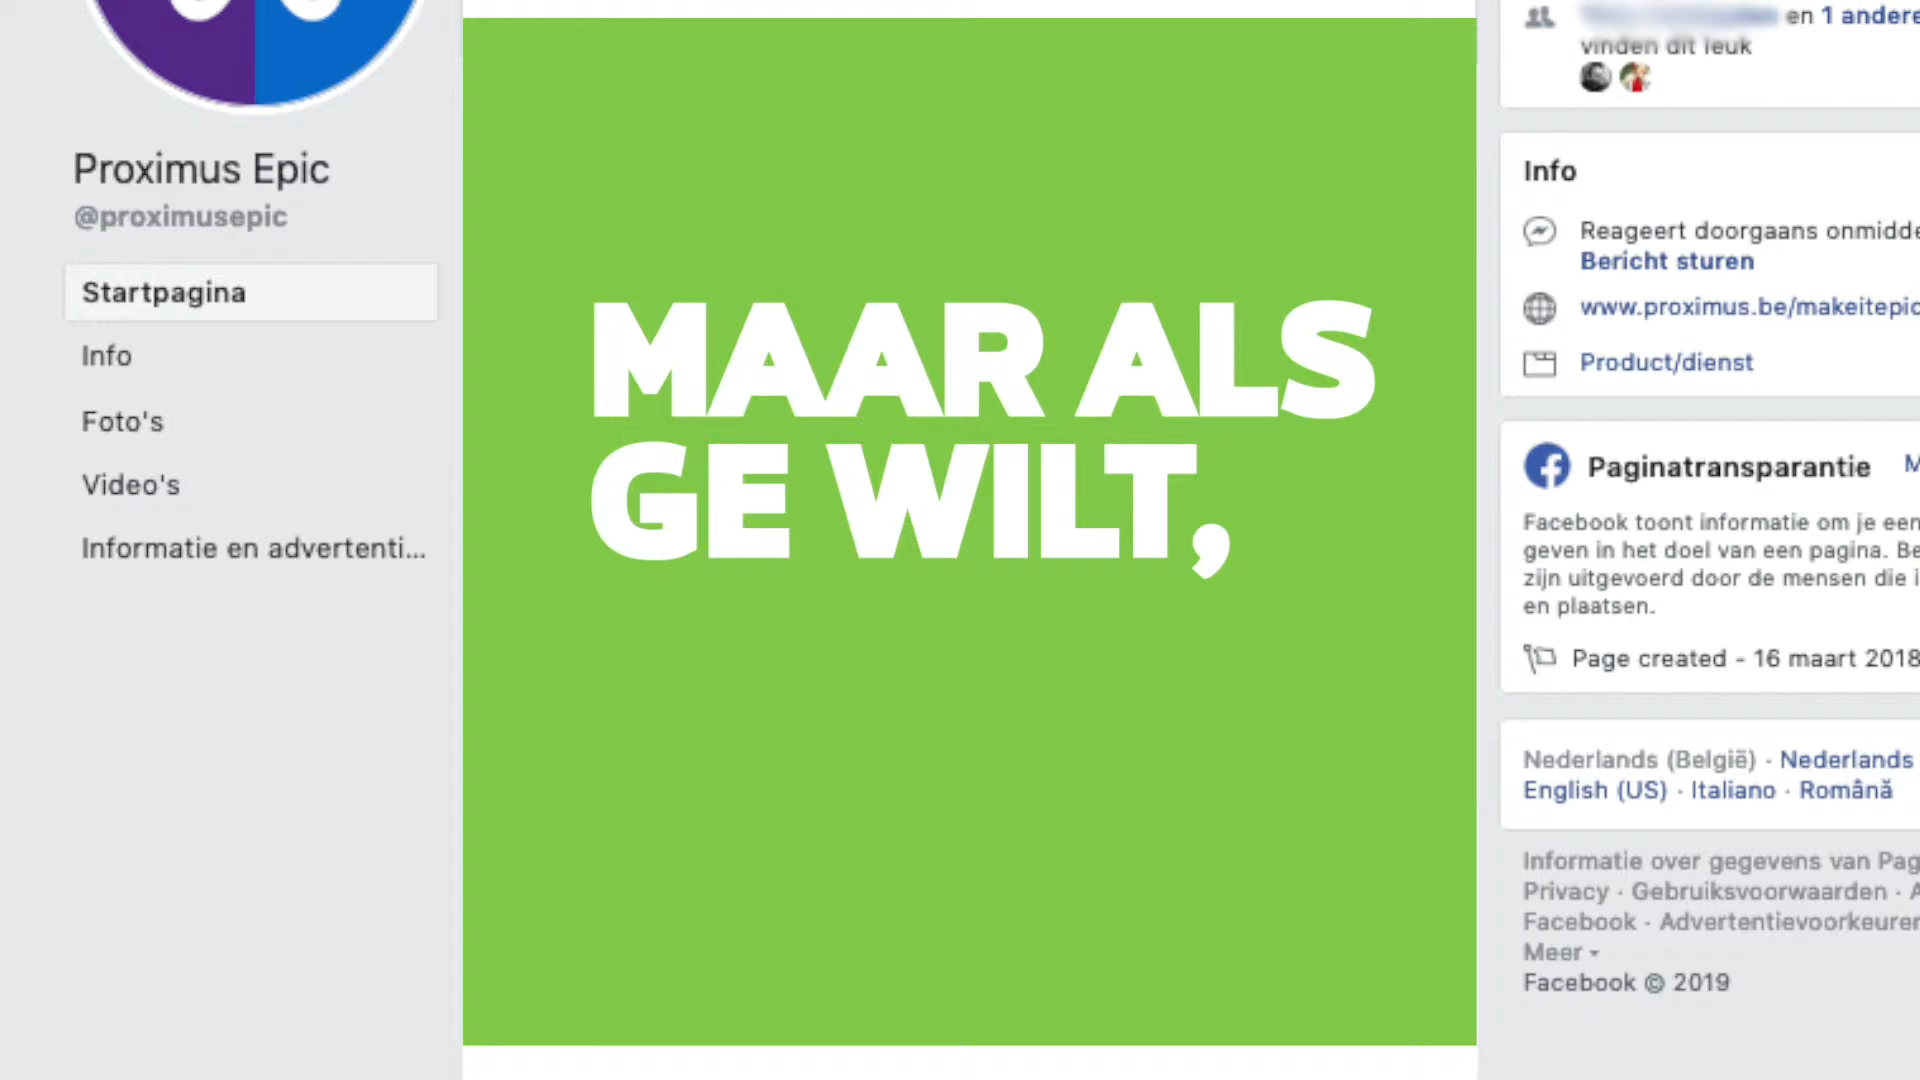 Proximus Epic
@proximusepic
Startpagina
Info
Foto's
Video's
Informatie en advertenti...
MAAR ALS
GE WILT,
en 1 andere
vinden dit leuk
Info
Reageert doorgaans onmidde
Bericht sturen
www.proximus.be/makeitepic
Product/dienst
Paginatransparantie M
Facebook toont informatie om je een
geven in het doel van een pagina. Be
zijn uitgevoerd door de mensen die i
en plaatsen.
Page created - 16 maart 2018
Nederlands (België) · Nederlands
English (US) · Italiano · Română
Informatie over gegevens van Pag
Privacy · Gebruiksvoorwaarden · A
Facebook · Advertentievoorkeuren
Meer
Facebook © 2019